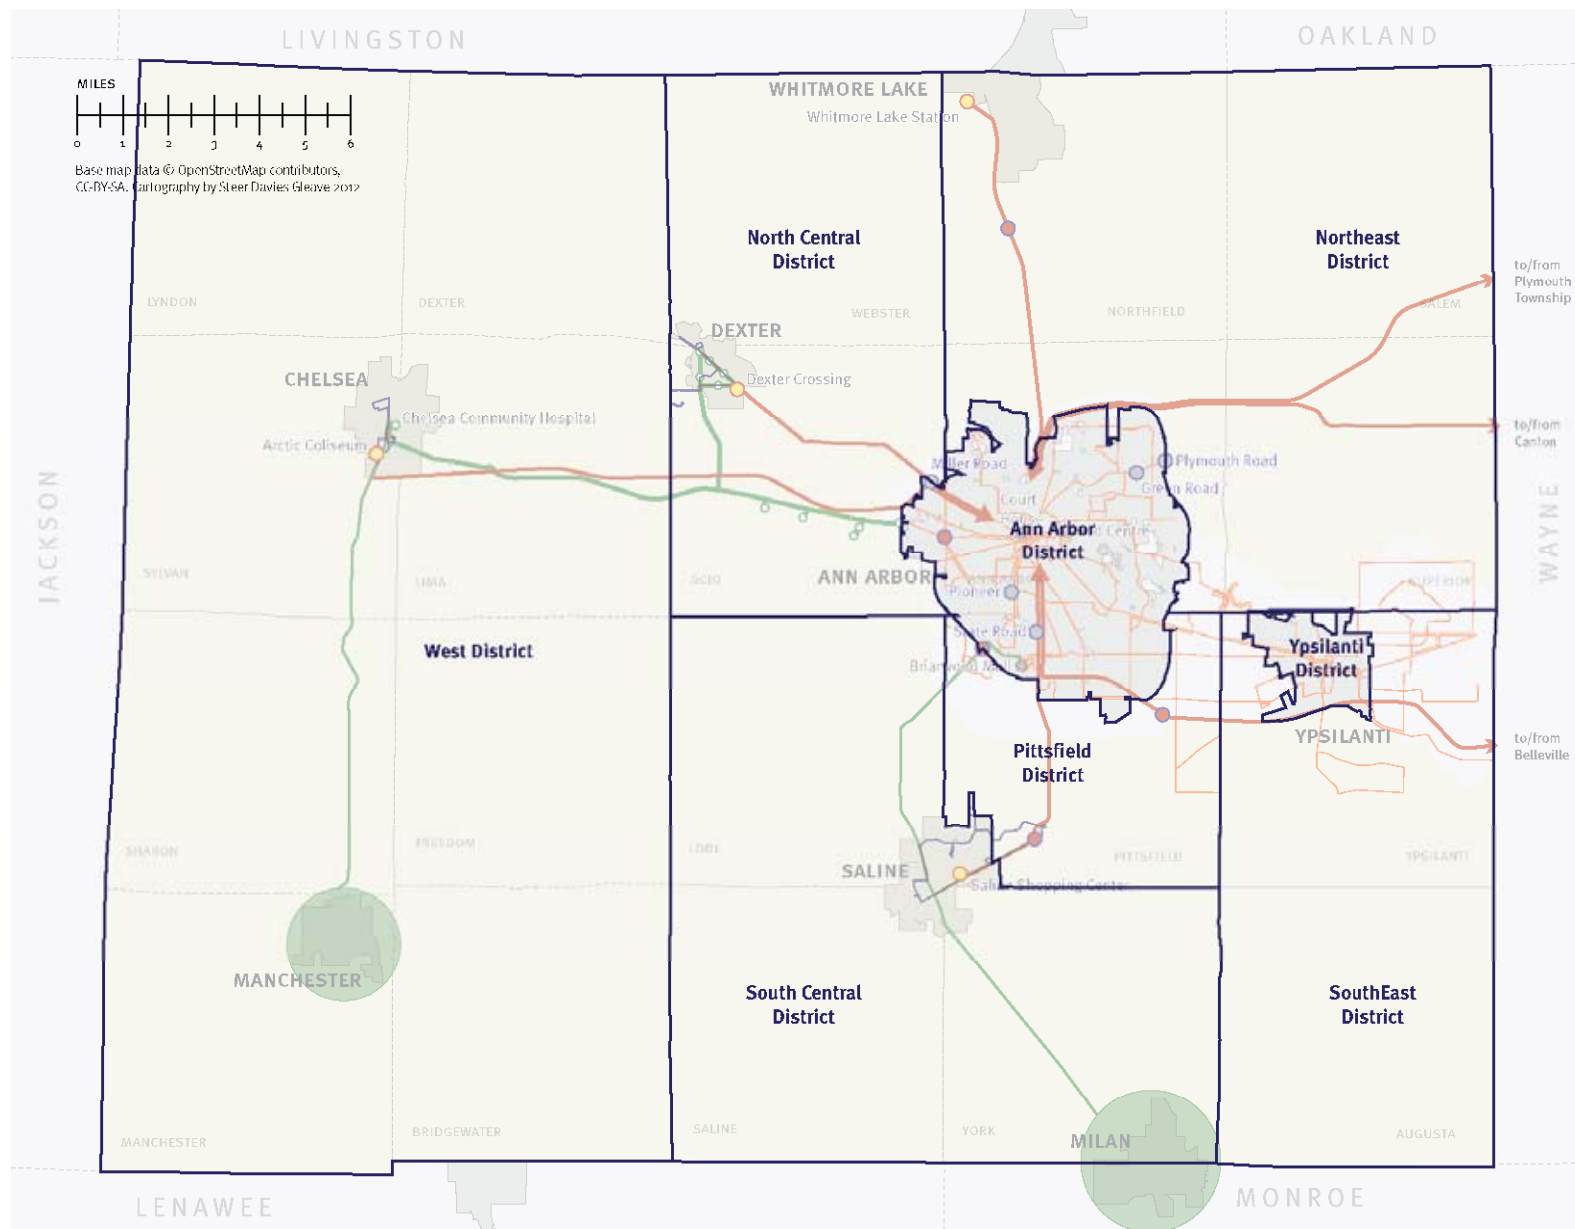 LIVINGSTON
OAKLAND
MILES
0 1 2 3 4 5 6
Base map data © OpenStreetMap contributors,
CC-BY-SA. Cartography by Steer Davies Gleave 2012
WHITMORE LAKE
Whitmore Lake Station
North Central
District
Northeast
District
to/from
Plymouth
Township
LYNDON
DEXTER
WEBSTER
NORTHFIELD
SALEM
DEXTER
CHELSEA
Dexter Crossing
Chelsea Community Hospital
Arctic Coliseum
to/from
Canton
Miller Road
Plymouth Road
Green Road
Court
Ann Arbor
District
Centre
JACKSON
WAYNE
SYLVAN
LIMA
SCIO
ANN ARBOR
SUPERIOR
Pioneer
State Road
Briarwood Mall
West District
Ypsilanti
District
YPSILANTI
to/from
Belleville
Pittsfield
District
SHARON
FREEDOM
LODI
PITTSFIELD
YPSILANTI
SALINE
Saline Shopping Center
MANCHESTER
South Central
District
SouthEast
District
MANCHESTER
BRIDGEWATER
SALINE
YORK
MILAN
AUGUSTA
LENAWEE
MONROE